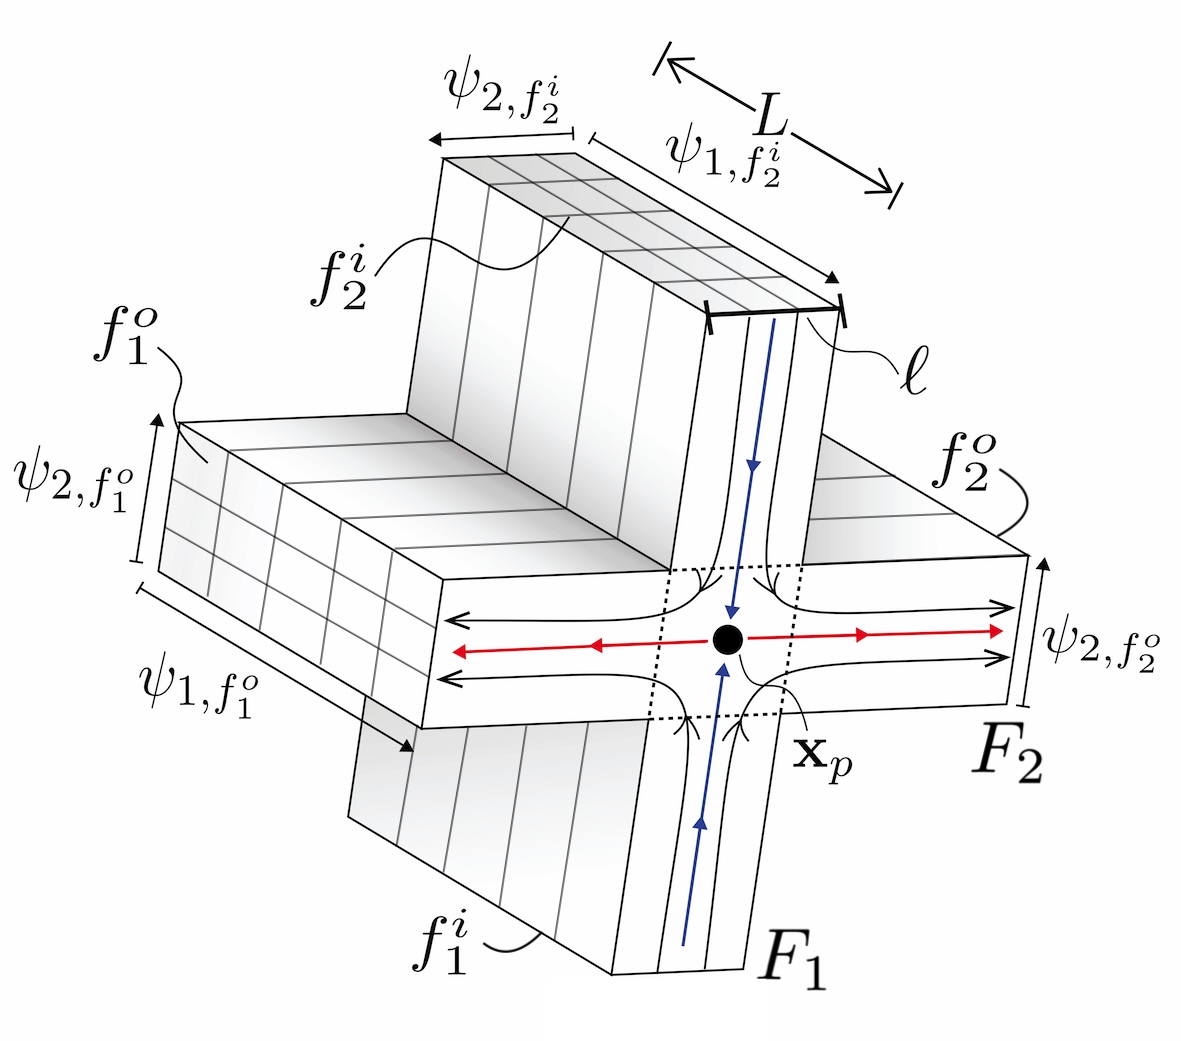 ψ_{2,f_2^i}
L
ψ_{1,f_2^i}
f_2^i
f_1^o
ℓ
f_2^o
ψ_{2,f_1^o}
ψ_{2,f_2^o}
ψ_{1,f_1^o}
x_p
F_2
f_1^i
F_1